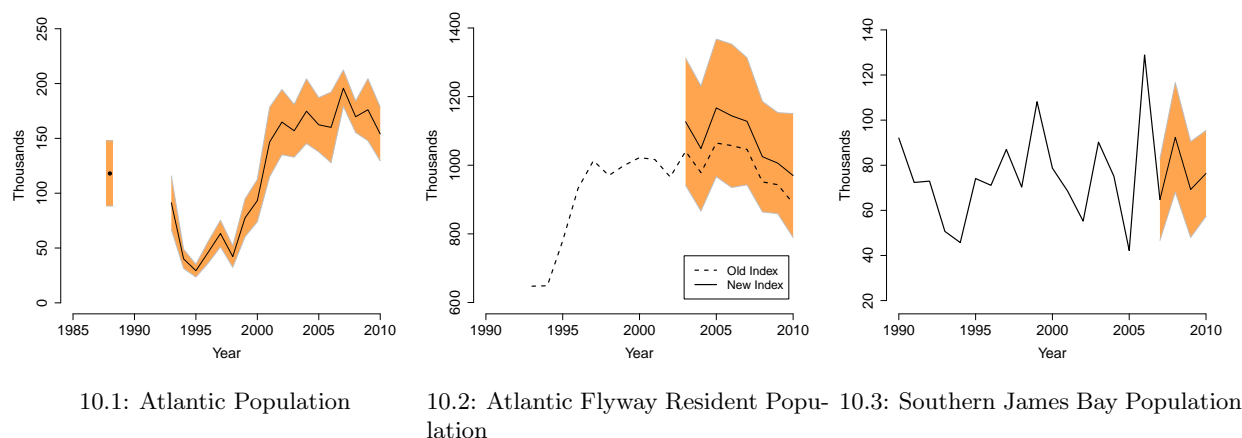 250
200
150
100
50
0
Thousands
1985 1990 1995 2000 2005 2010
Year
10.1: Atlantic Population
1400
1200
1000
800
600
Thousands
Old Index
New Index
1990 1995 2000 2005 2010
Year
10.2: Atlantic Flyway Resident Popu-
lation
140
120
100
80
60
40
20
Thousands
1990 1995 2000 2005 2010
Year
10.3: Southern James Bay Population